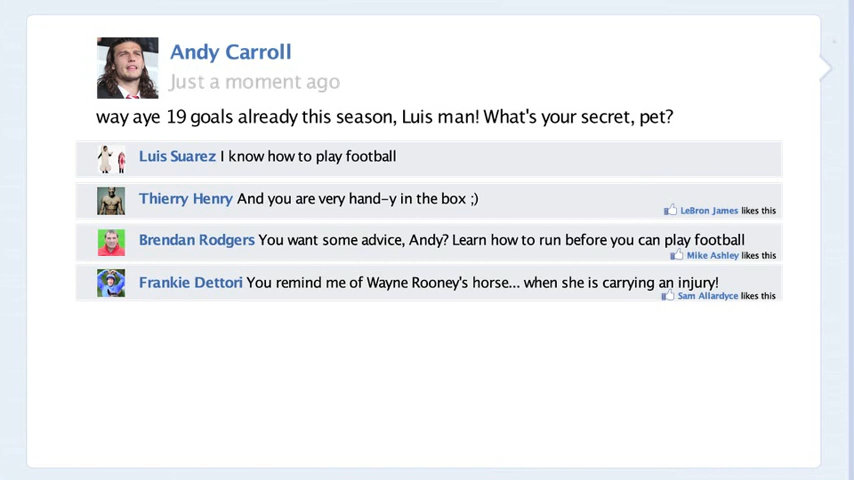 Andy Carroll
Just a moment ago
way aye 19 goals already this season, Luis man! What's your secret, pet?
Luis Suarez I know how to play football
Thierry Henry And you are very hand-y in the box ;)
LeBron James likes this
Brendan Rodgers You want some advice, Andy? Learn how to run before you can play football
Mike Ashley likes this
Frankie Dettori You remind me of Wayne Rooney's horse... when she is carrying an injury!
Sam Allardyce likes this